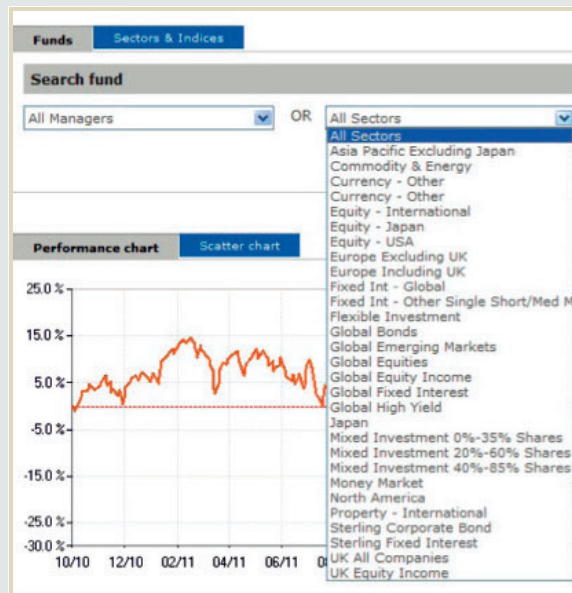 Funds Sectors & Indices
Search fund
All Managers OR All Sectors
All Sectors
Asia Pacific Excluding Japan
Commodity & Energy
Currency - Other
Currency - Other
Equity - International
Equity - Japan
Equity - USA
Europe Excluding UK
Europe Including UK
Fixed Int - Global
Fixed Int - Other Single Short/Med M
Flexible Investment
Global Bonds
Global Emerging Markets
Global Equities
Global Equity Income
Global Fixed Interest
Global High Yield
Japan
Mixed Investment 0%-35% Shares
Mixed Investment 20%-60% Shares
Mixed Investment 40%-85% Shares
Money Market
North America
Property - International
Sterling Corporate Bond
Sterling Fixed Interest
UK All Companies
UK Equity Income
Performance chart Scatter chart
25.0 %
15.0 %
5.0 %
-5.0 %
-15.0 %
-25.0 %
-30.0 %
10/10 12/10 02/11 04/11 06/11